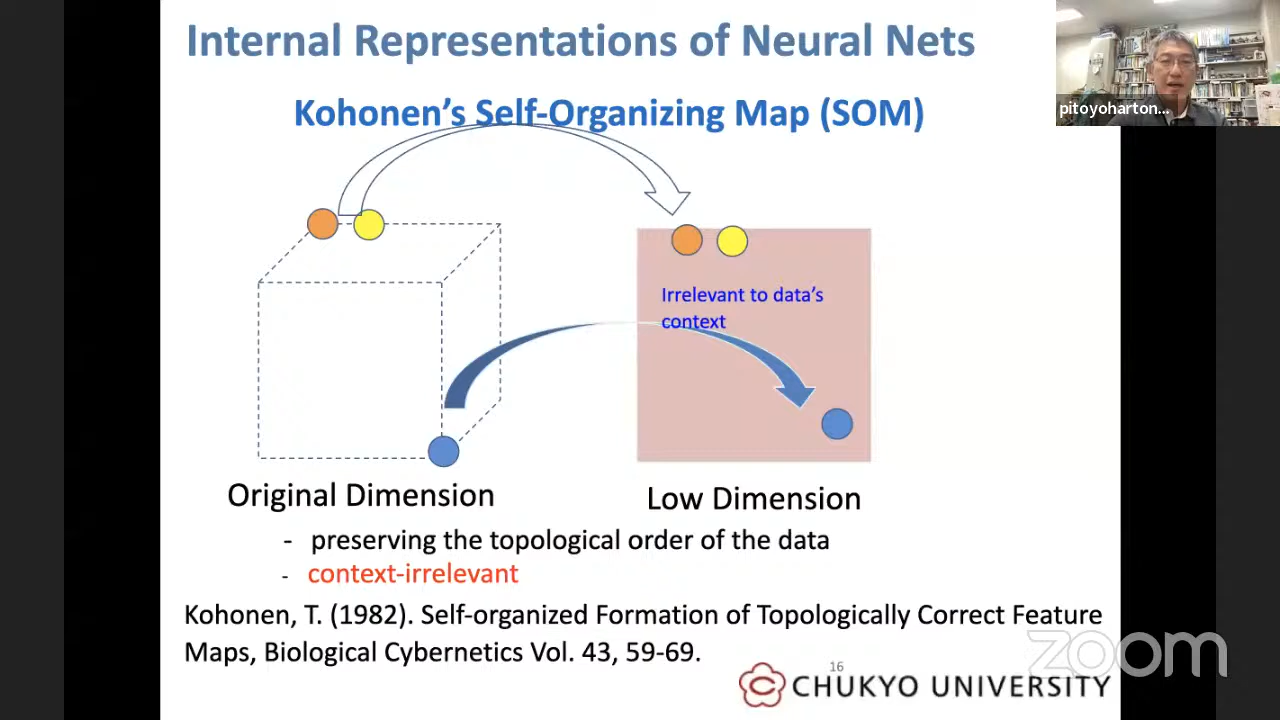 Internal Representations of Neural Nets
Kohonen's Self-Organizing Map (SOM)
pitoyoharton...
Irrelevant to data's
context
Original Dimension
Low Dimension
- preserving the topological order of the data
- context-irrelevant
Kohonen, T. (1982). Self-organized Formation of Topologically Correct Feature
Maps, Biological Cybernetics Vol. 43, 59-69.
zoom
16
CHUKYO UNIVERSITY